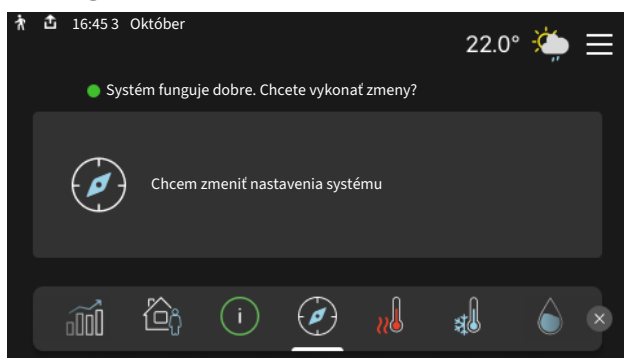 16:45 3 Október
22.0°
Systém funguje dobre. Chcete vykonať zmeny?
Chcem zmeniť nastavenia systému
i